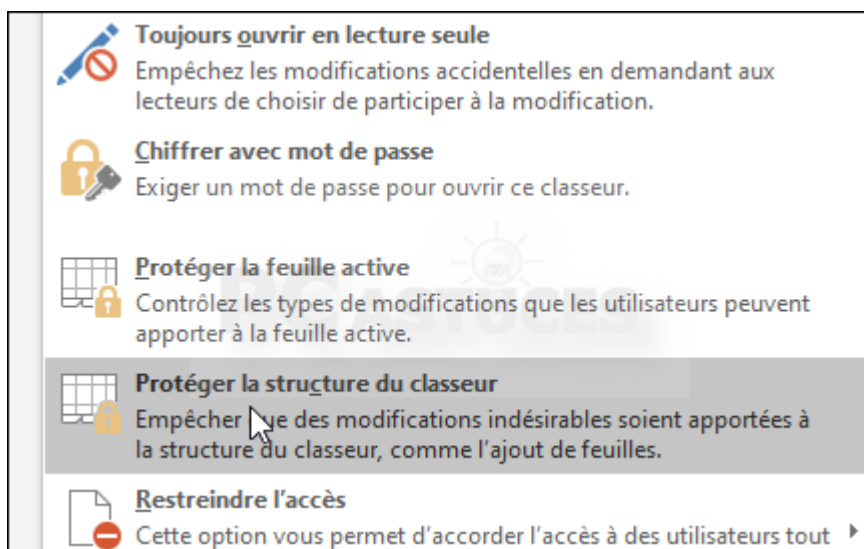 Toujours ouvrir en lecture seule
Empêchez les modifications accidentelles en demandant aux
lecteurs de choisir de participer à la modification.
Chiffrer avec mot de passe
Exiger un mot de passe pour ouvrir ce classeur.
Protéger la feuille active
Contrôlez les types de modifications que les utilisateurs peuvent
apporter à la feuille active.
PC ASTUCES
Protéger la structure du classeur
Empêcher que des modifications indésirables soient apportées à
la structure du classeur, comme l'ajout de feuilles.
Restreindre l'accès
Cette option vous permet d'accorder l'accès à des utilisateurs tout